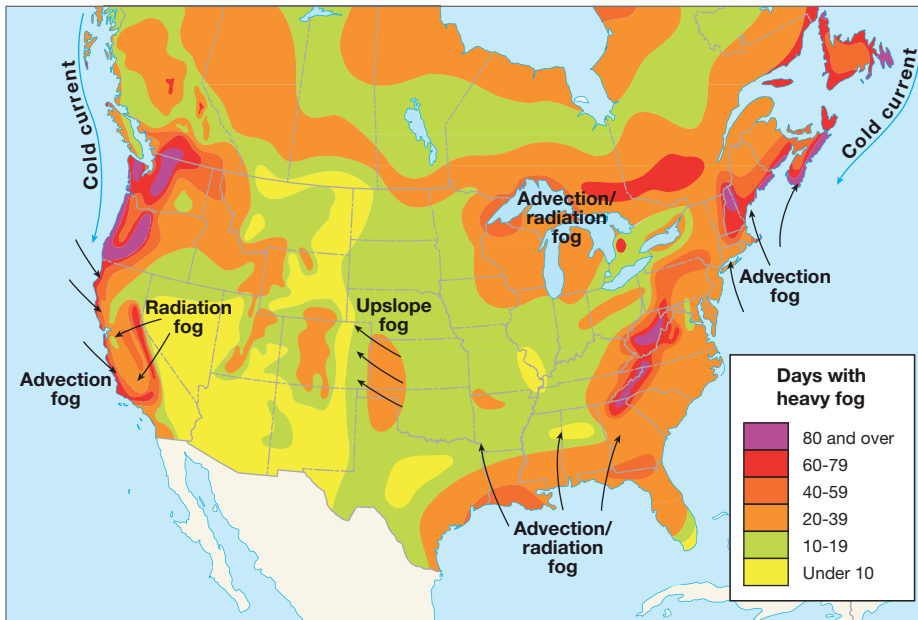 Cold current
Cold current
Advection/
radiation
fog
Advection
fog
Radiation
fog
Upslope
fog
Advection
fog
Advection/
radiation
fog
Days with
heavy fog
80 and over
60-79
40-59
20-39
10-19
Under 10